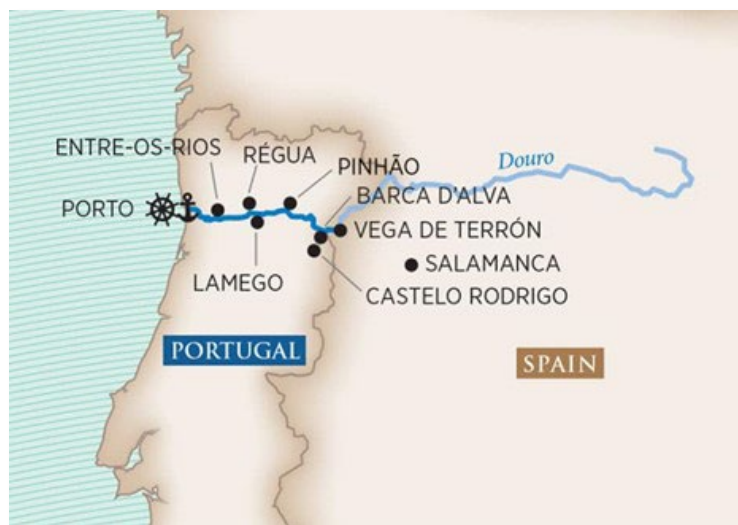 ENTRE-OS-RIOS
RÉGUA
PINHÃO
Douro
BARCA D'ALVA
PORTO
VEGA DE TERRÓN
SALAMANCA
LAMEGO
CASTELO RODRIGO
PORTUGAL
SPAIN